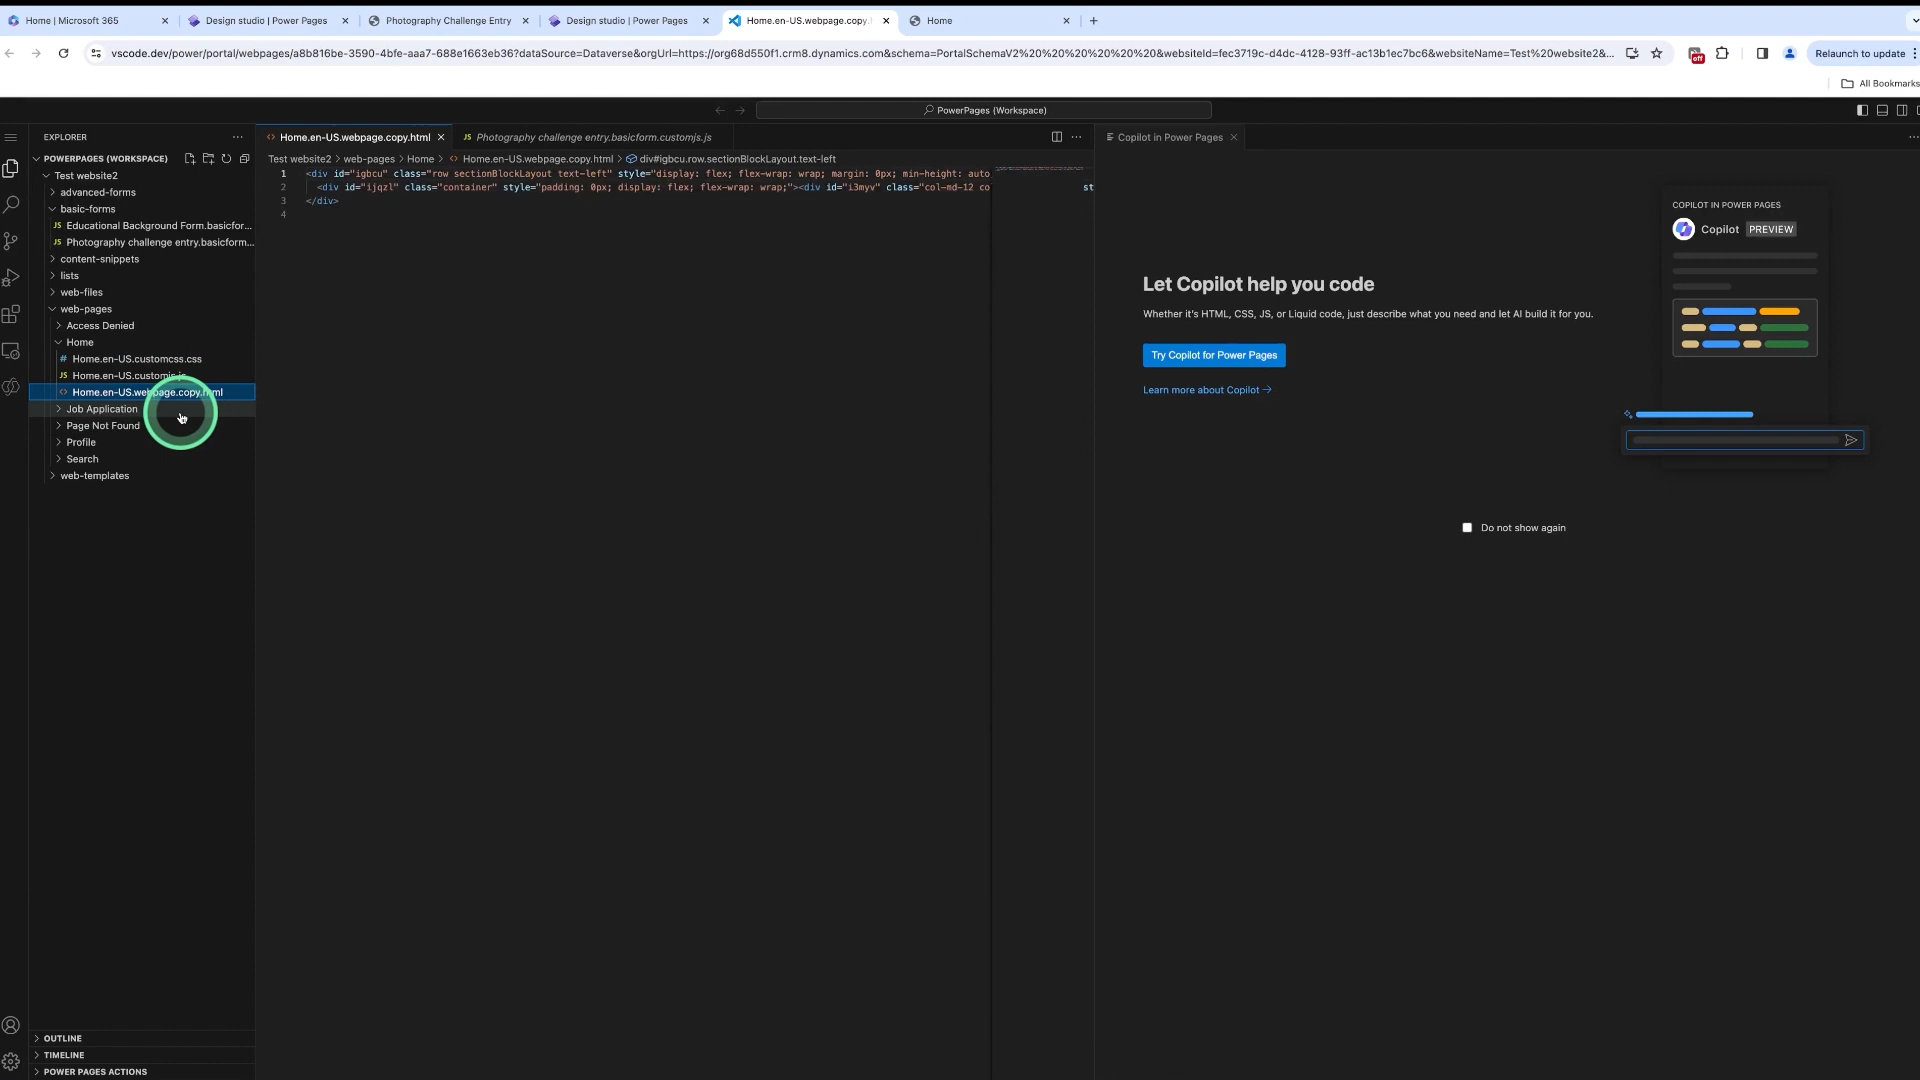 Home | Microsoft 365
Design studio | Power Pages
Photography Challenge Entry
Design studio | Power Pages
Home.en-US.webpage.copy.
Home
vscode.dev/power/portal/webpages/a8b816be-3590-4bfe-aaa7-688e1663eb36?dataSource=Dataverse&orgUrl=https://org68d550f1.crm8.dynamics.com&schema=PortalSchemaV2%20%20%20%20%20%20&websiteId=fec3719c-d4dc-4128-93ff-ac13b1ec7bc6&websiteName=Test%20website2&...
off
Relaunch to update
All Bookmarks
PowerPages (Workspace)
EXPLORER
POWERPAGES (WORKSPACE)
Test website2
advanced-forms
basic-forms
JS Educational Background Form.basicfor...
JS Photography challenge entry.basicform...
content-snippets
lists
web-files
web-pages
Access Denied
Home
# Home.en-US.customcss.css
JS Home.en-US.customjs.js
<> Home.en-US.webpage.copy.html
Job Application
Page Not Found
Profile
Search
web-templates
OUTLINE
TIMELINE
POWER PAGES ACTIONS
<> Home.en-US.webpage.copy.html
JS Photography challenge entry.basicform.customjs.js
Test website2 > web-pages > Home > <> Home.en-US.webpage.copy.html > div#igbcu.row.sectionBlockLayout.text-left
1 <div id="igbcu" class="row sectionBlockLayout text-left" style="display: flex; flex-wrap: wrap; margin: 0px; min-height: auto
2 <div id="ijqzl" class="container" style="padding: 0px; display: flex; flex-wrap: wrap;"><div id="i3myv" class="col-md-12 co st
3 </div>
4
Copilot in Power Pages
Let Copilot help you code
Whether it's HTML, CSS, JS, or Liquid code, just describe what you need and let AI build it for you.
Try Copilot for Power Pages
Learn more about Copilot →
COPILOT IN POWER PAGES
Copilot PREVIEW
Do not show again